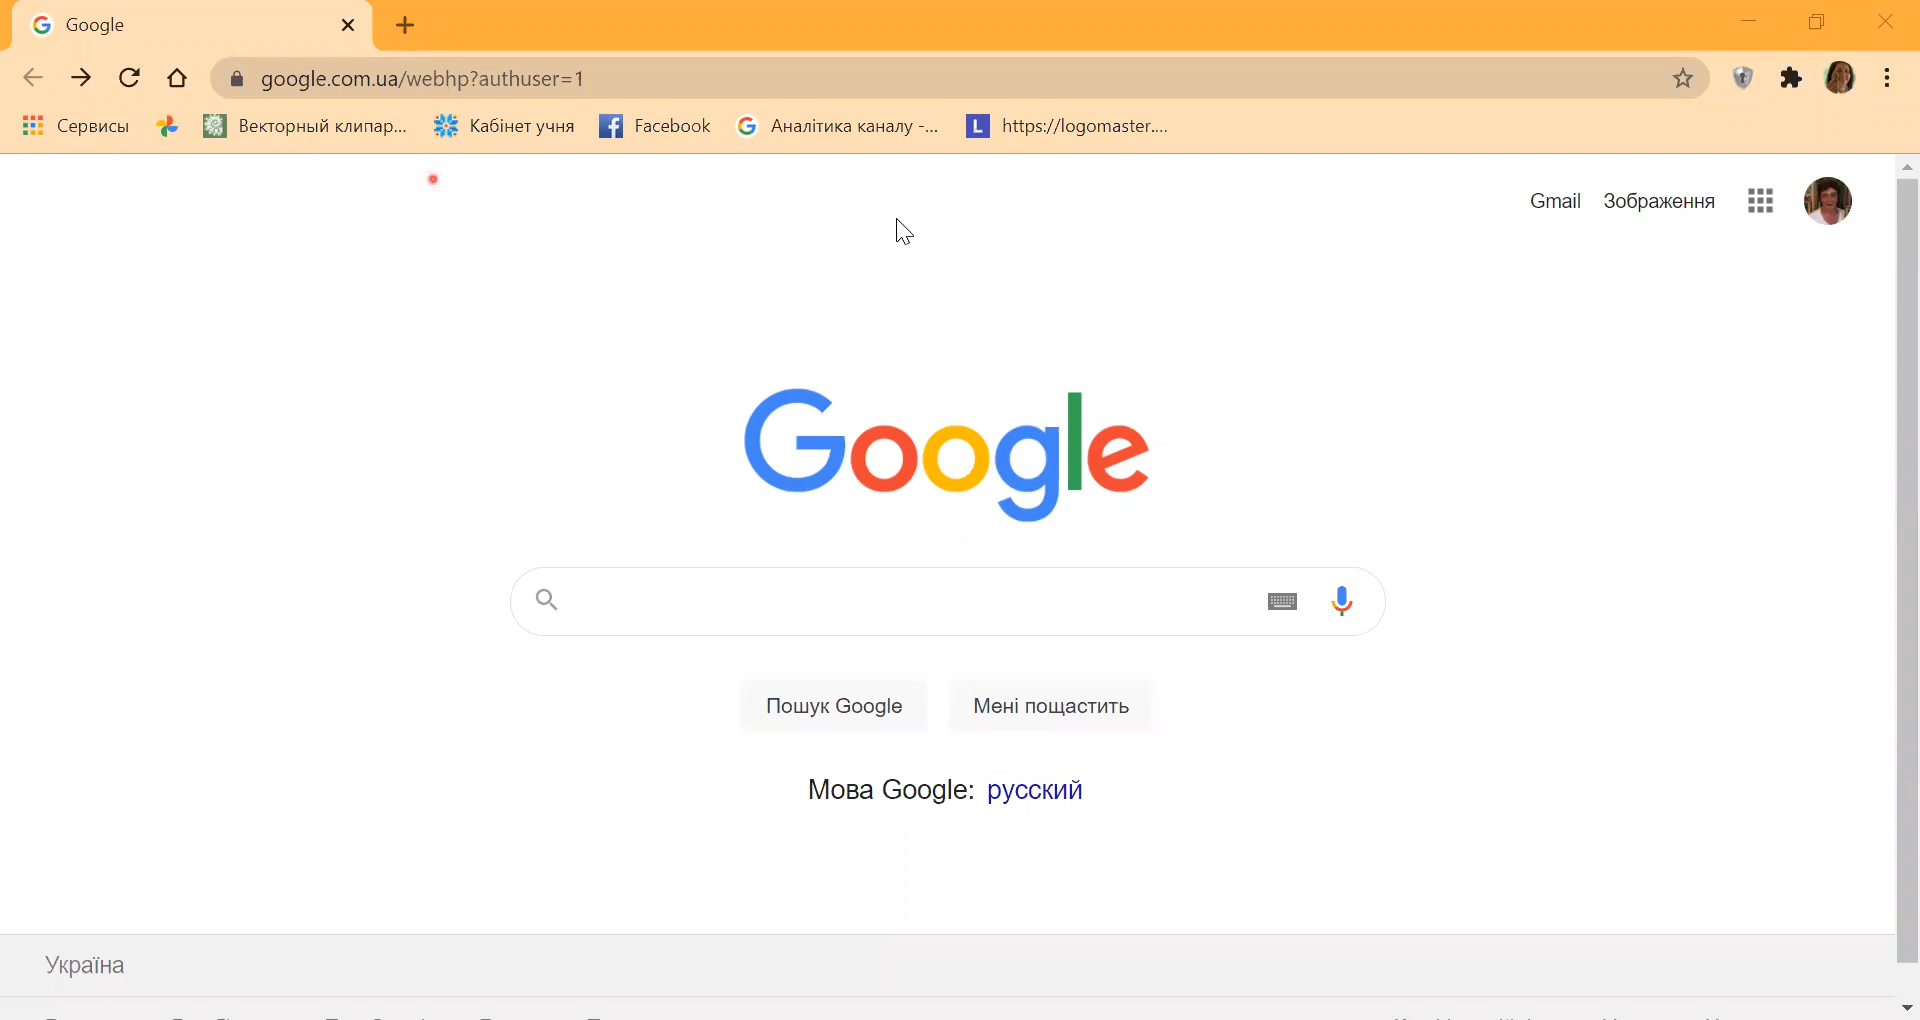 Google
google.com.ua/webhp?authuser=1
Сервисы
Векторный клипар...
Кабінет учня
Facebook
Аналітика каналу -...
L
https://logomaster....
Gmail
Зображення
Google
Пошук Google
Мені пощастить
Мова Google: русский
Україна